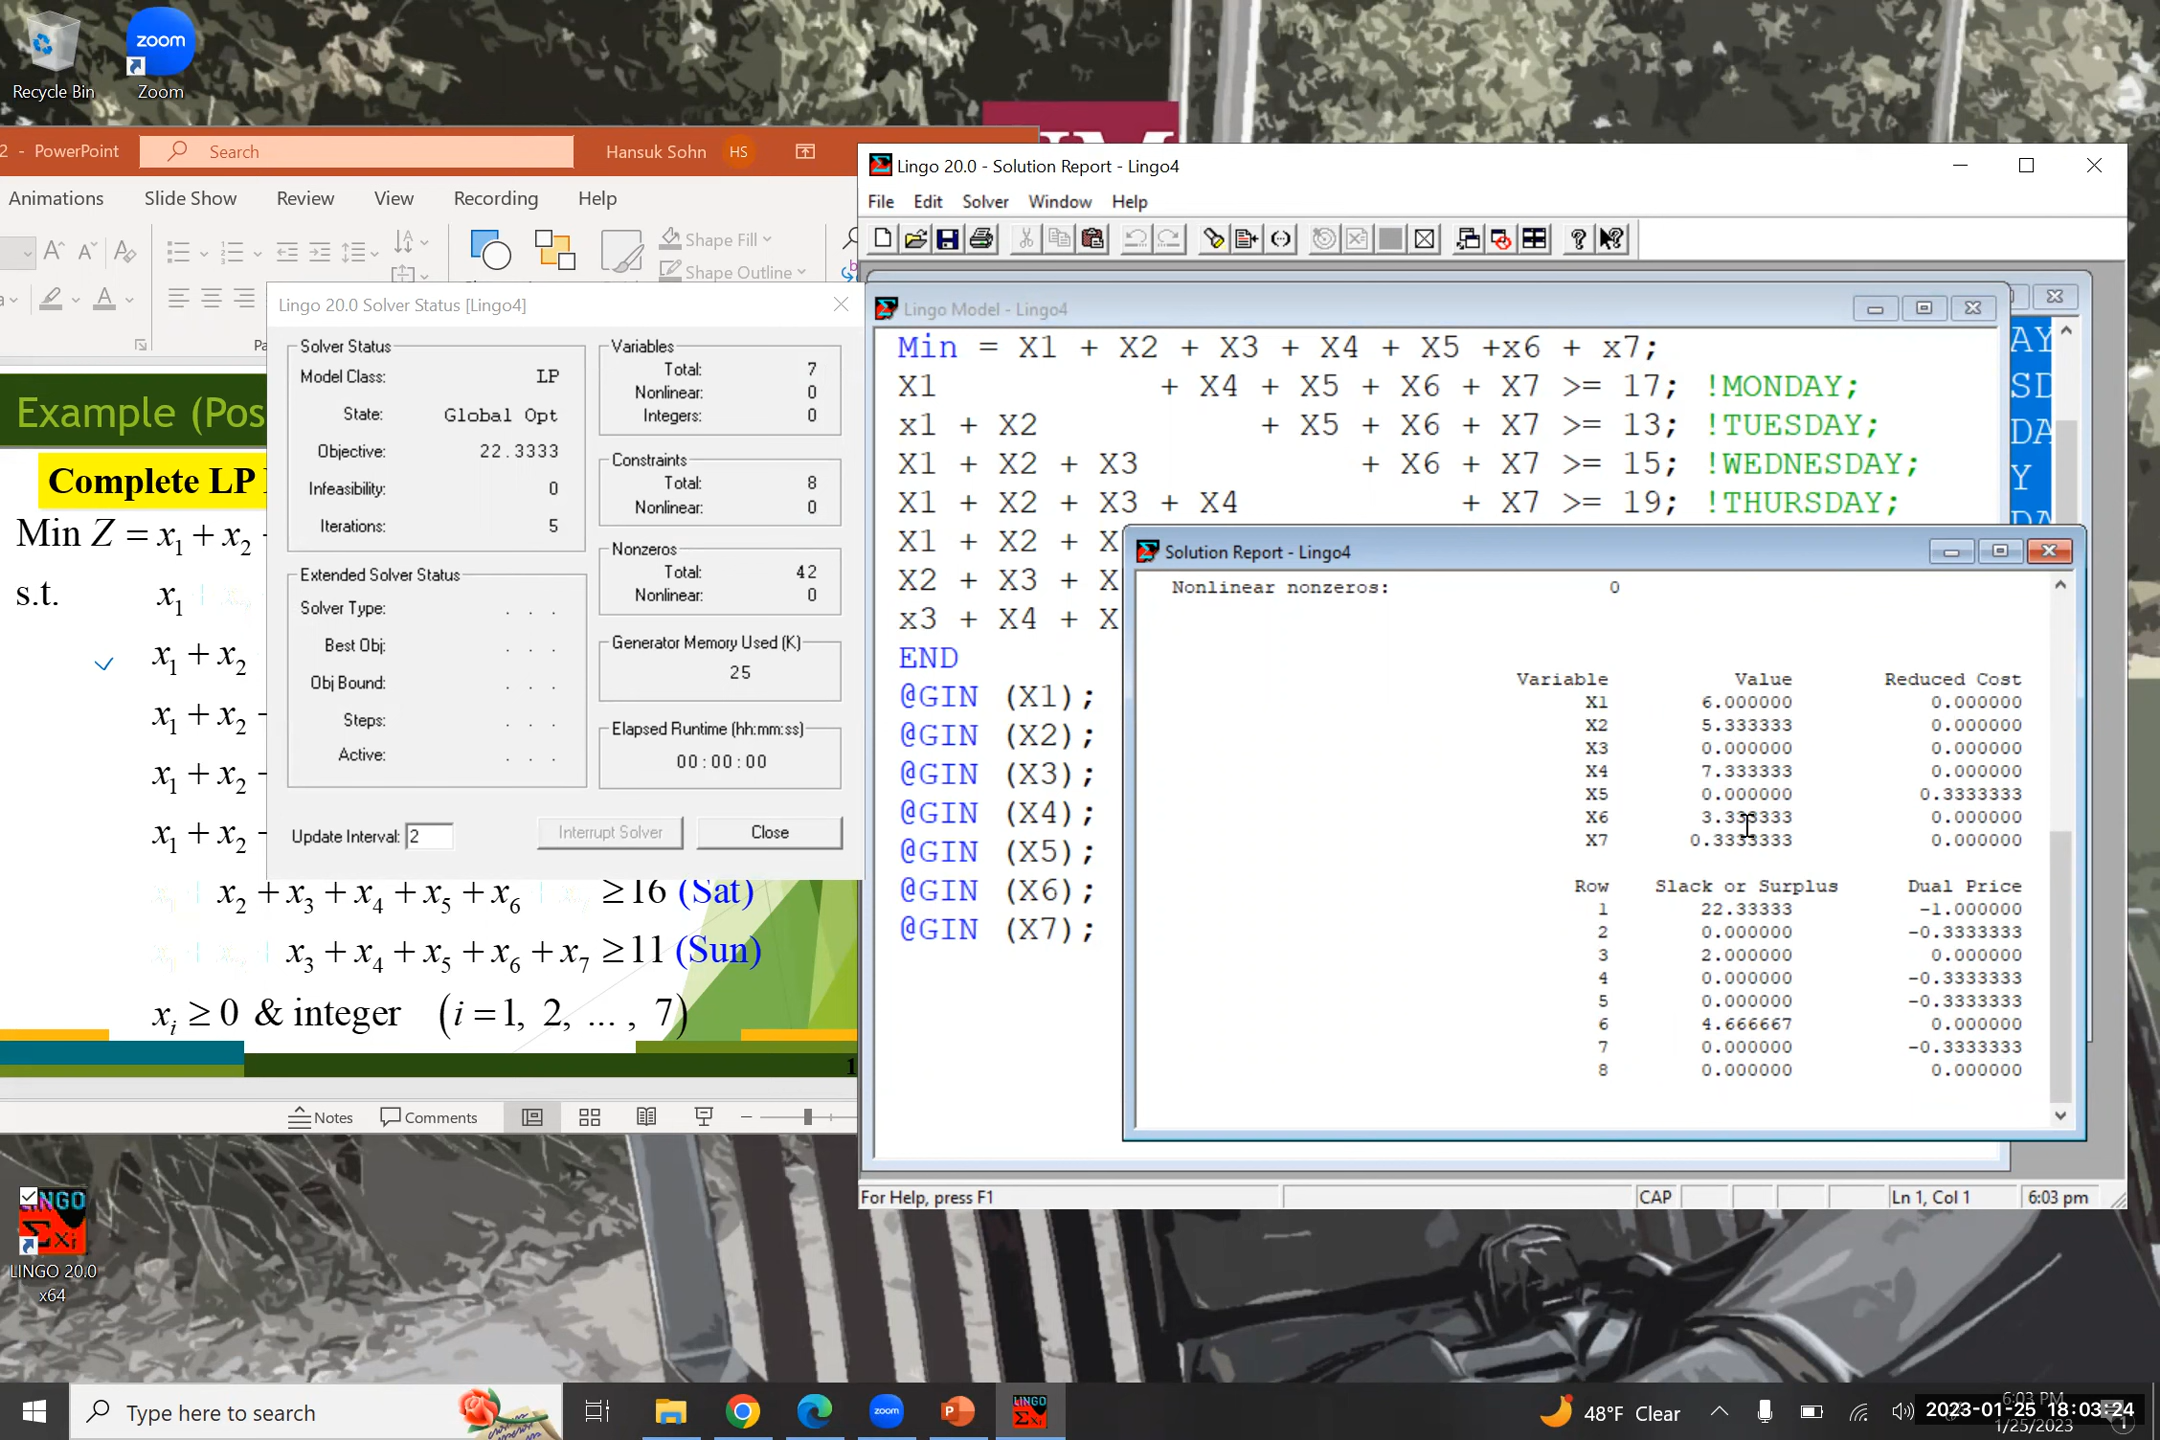 Recycle Bin
zoom
Zoom
2 - PowerPoint
Search
Hansuk Sohn
HS
Animations
Slide Show
Review
View
Recording
Help
Shape Fill
Shape Outline
Example (Pos
Complete LP
Min Z = x1 + x2
s.t. x1
x1 + x2
x1 + x2
x1 + x2
x1 + x2
x2 + x3 + x4 + x5 + x6 ≥16 (Sat)
x3 + x4 + x5 + x6 + x7 ≥11 (Sun)
xi ≥ 0 & integer (i = 1, 2, ... , 7)
1
Notes
Comments
Lingo 20.0 Solver Status [Lingo4]
Solver Status
Model Class: LP
State: Global Opt
Objective: 22.3333
Infeasibility: 0
Iterations: 5
Extended Solver Status
Solver Type: . . .
Best Obj: . . .
Obj Bound: . . .
Steps: . . .
Active: . . .
Variables
Total: 7
Nonlinear: 0
Integers: 0
Constraints
Total: 8
Nonlinear: 0
Nonzeros
Total: 42
Nonlinear: 0
Generator Memory Used (K)
25
Elapsed Runtime (hh:mm:ss)
00:00:00
Update Interval: 2
Interrupt Solver
Close
Lingo 20.0 - Solution Report - Lingo4
File Edit Solver Window Help
Lingo Model - Lingo4
Min = X1 + X2 + X3 + X4 + X5 +x6 + x7;
X1 + X4 + X5 + X6 + X7 >= 17; !MONDAY;
x1 + X2 + X5 + X6 + X7 >= 13; !TUESDAY;
X1 + X2 + X3 + X6 + X7 >= 15; !WEDNESDAY;
X1 + X2 + X3 + X4 + X7 >= 19; !THURSDAY;
X1 + X2 + X
X2 + X3 + X
x3 + X4 + X
END
@GIN (X1);
@GIN (X2);
@GIN (X3);
@GIN (X4);
@GIN (X5);
@GIN (X6);
@GIN (X7);
AY
SD
DA
Y
Solution Report - Lingo4
Nonlinear nonzeros: 0
Variable Value Reduced Cost
X1 6.000000 0.000000
X2 5.333333 0.000000
X3 0.000000 0.000000
X4 7.333333 0.000000
X5 0.000000 0.3333333
X6 3.333333 0.000000
X7 0.3333333 0.000000
Row Slack or Surplus Dual Price
1 22.33333 -1.000000
2 0.000000 -0.3333333
3 2.000000 0.000000
4 0.000000 -0.3333333
5 0.000000 -0.3333333
6 4.666667 0.000000
7 0.000000 -0.3333333
8 0.000000 0.000000
For Help, press F1
CAP
Ln 1, Col 1
6:03 pm
LINGO 20.0
x64
Type here to search
zoom
LINGO
48°F Clear
6:03 PM
2023-01-25 18:03:24
1/25/2023